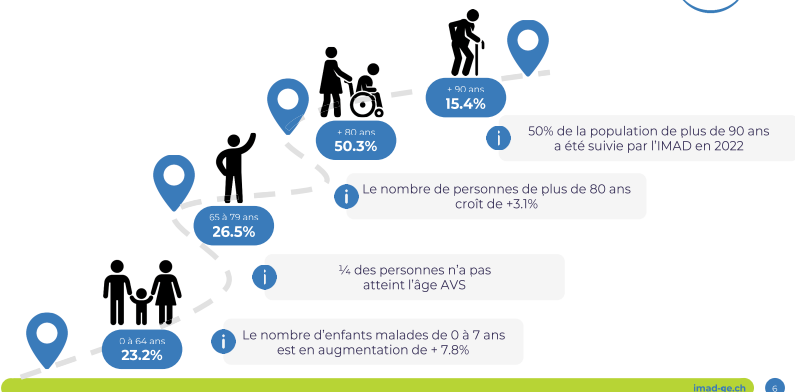 + 90 ans
15.4%
50% de la population de plus de 90 ans
a été suivie par l'IMAD en 2022
+ 80 ans
50.3%
Le nombre de personnes de plus de 80 ans
croît de +3.1%
65 à 79 ans
26.5%
¼ des personnes n'a pas
atteint l'âge AVS
0 à 64 ans
23.2%
Le nombre d'enfants malades de 0 à 7 ans
est en augmentation de + 7.8%
imad-ge.ch
6